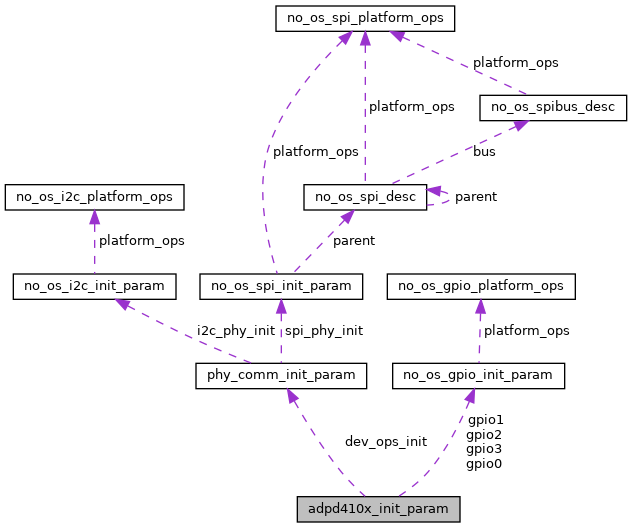 no_os_spi_platform_ops
platform_ops
no_os_spibus_desc
platform_ops
platform_ops
bus
no_os_i2c_platform_ops
no_os_spi_desc
parent
platform_ops
parent
no_os_i2c_init_param
no_os_spi_init_param
no_os_gpio_platform_ops
i2c_phy_init
spi_phy_init
platform_ops
phy_comm_init_param
no_os_gpio_init_param
dev_ops_init
gpio1
gpio2
gpio3
gpio0
adpd410x_init_param